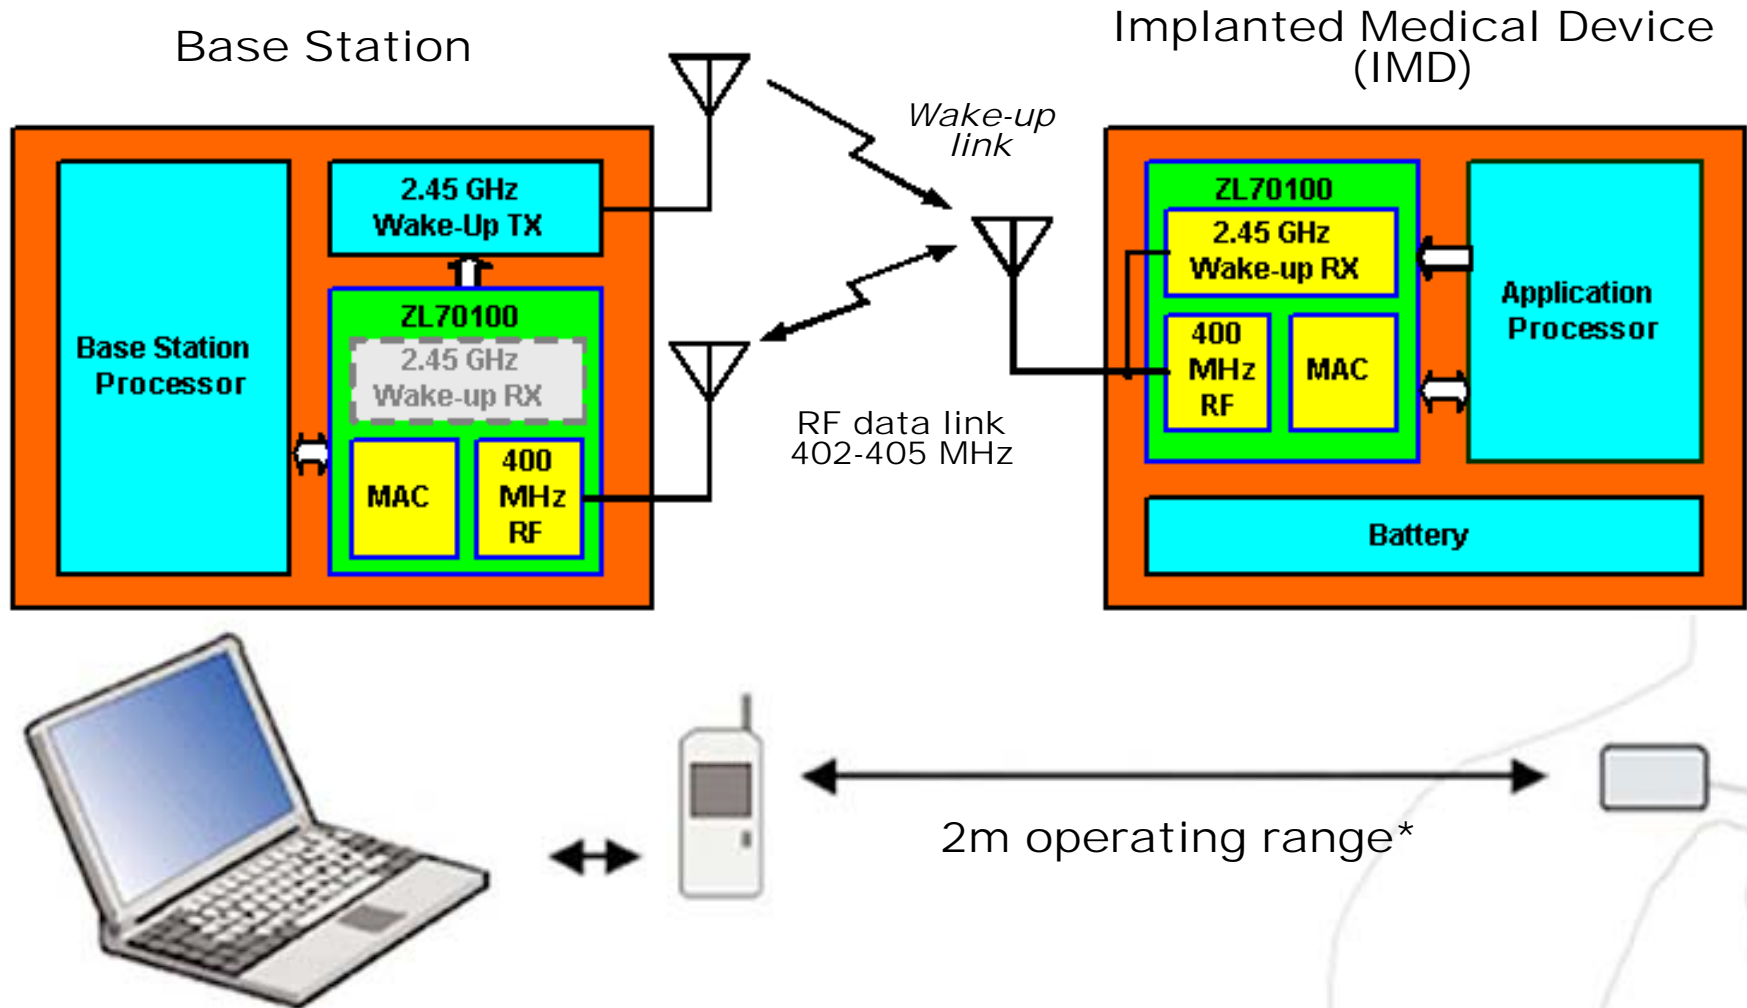 Base Station
Implanted Medical Device
(IMD)
Wake-up
link
2.45 GHz
Wake-Up TX
ZL70100
2.45 GHz
Wake-up RX
Base Station
Processor
MAC
400
MHz
RF
RF data link
402-405 MHz
ZL70100
2.45 GHz
Wake-up RX
400
MHz
RF
MAC
Application
Processor
Battery
2m operating range*